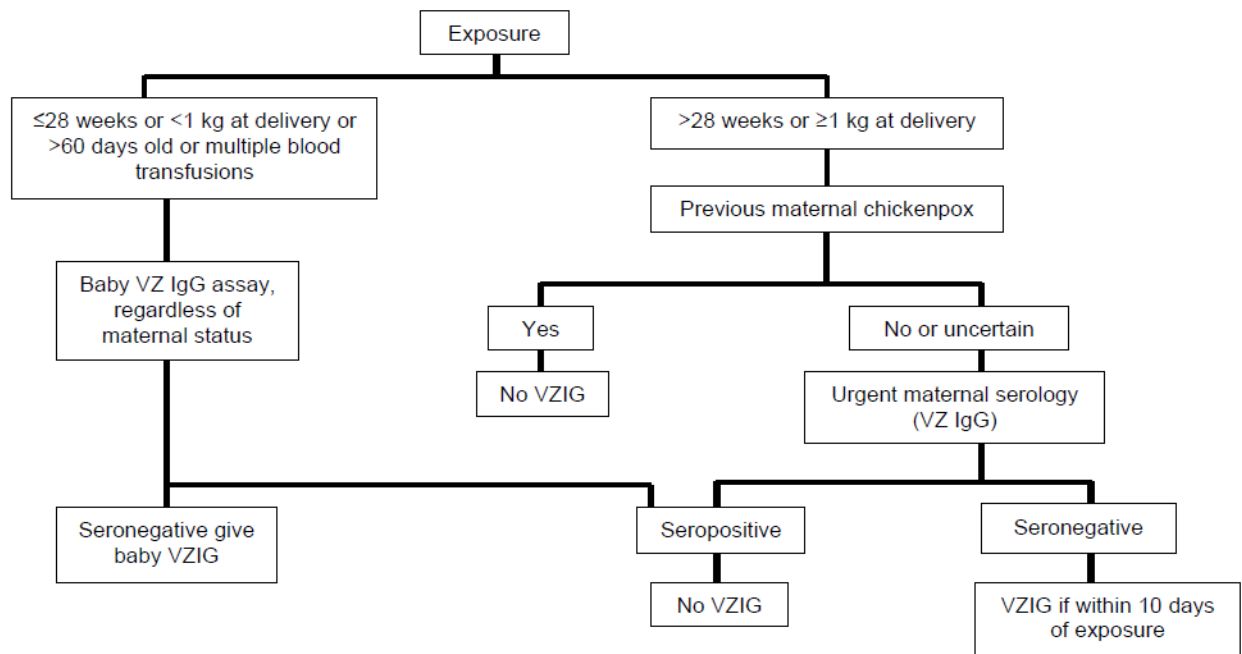 Exposure
≤28 weeks or <1 kg at delivery or
>60 days old or multiple blood
transfusions
>28 weeks or ≥1 kg at delivery
Previous maternal chickenpox
Baby VZ IgG assay,
regardless of
maternal status
Yes
No or uncertain
No VZIG
Urgent maternal serology
(VZ IgG)
Seronegative give
baby VZIG
Seropositive
Seronegative
No VZIG
VZIG if within 10 days
of exposure